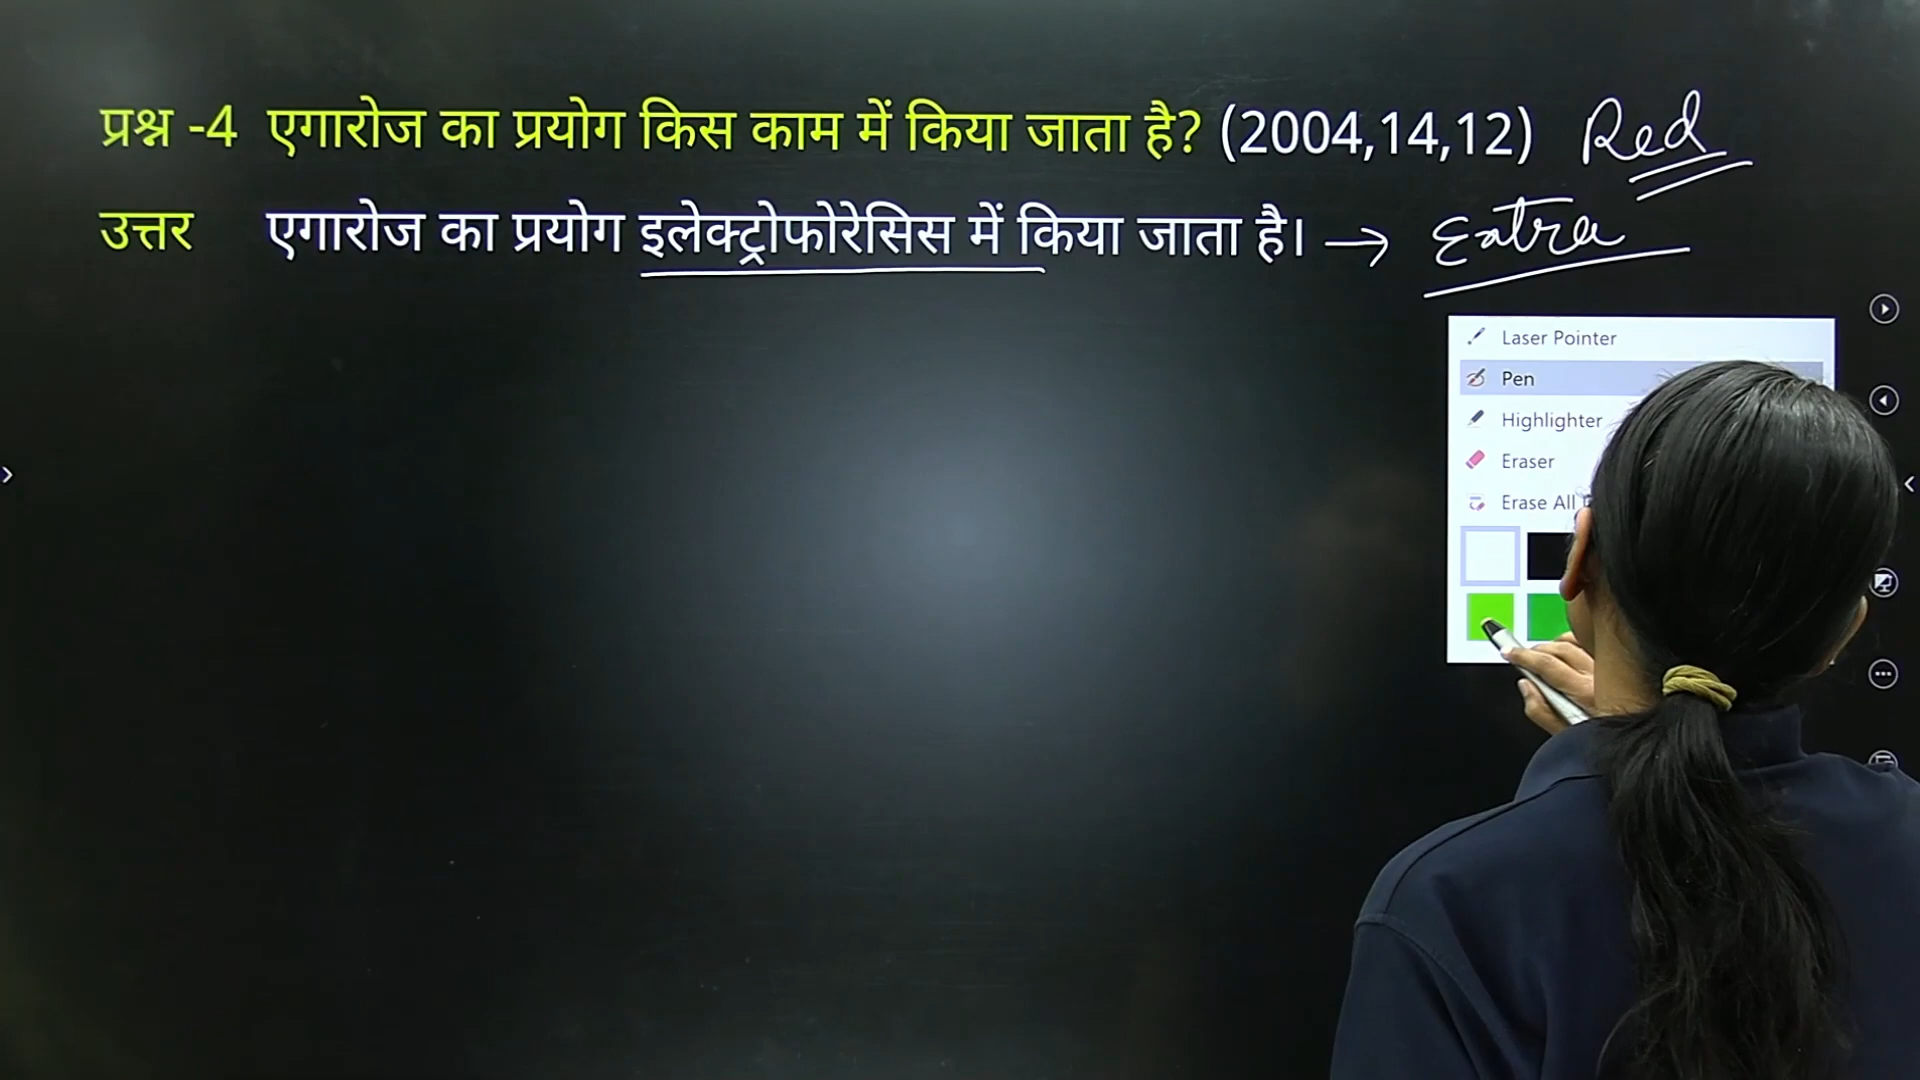 प्रश्न -4 एगारोज का प्रयोग किस काम में किया जाता है? (2004,14,12) Red
उत्तर एगारोज का प्रयोग इलेक्ट्रोफोरेसिस में किया जाता है। → Extra
Laser Pointer
Pen
Highlighter
Eraser
Erase All